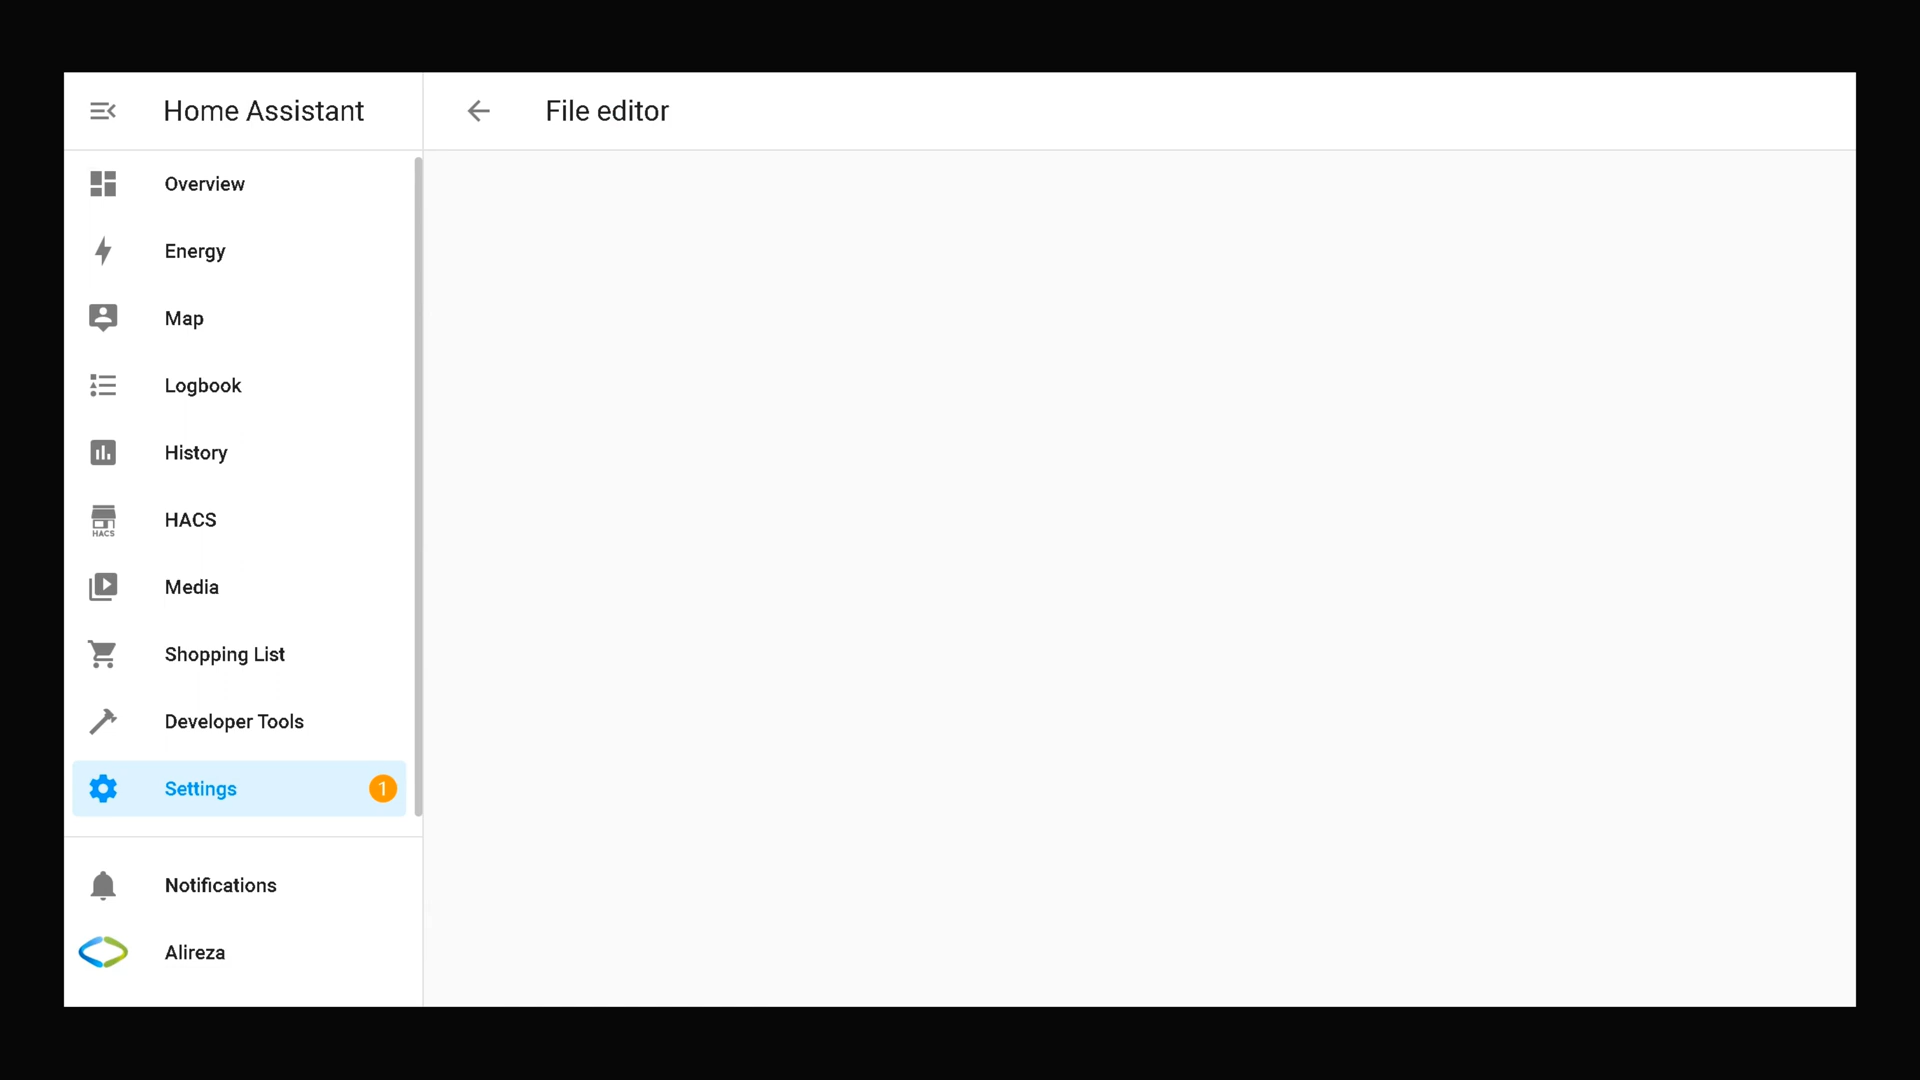 Home Assistant
File editor
Overview
Energy
Map
Logbook
History
HACS
HACS
Media
Shopping List
Developer Tools
Settings
1
Notifications
Alireza